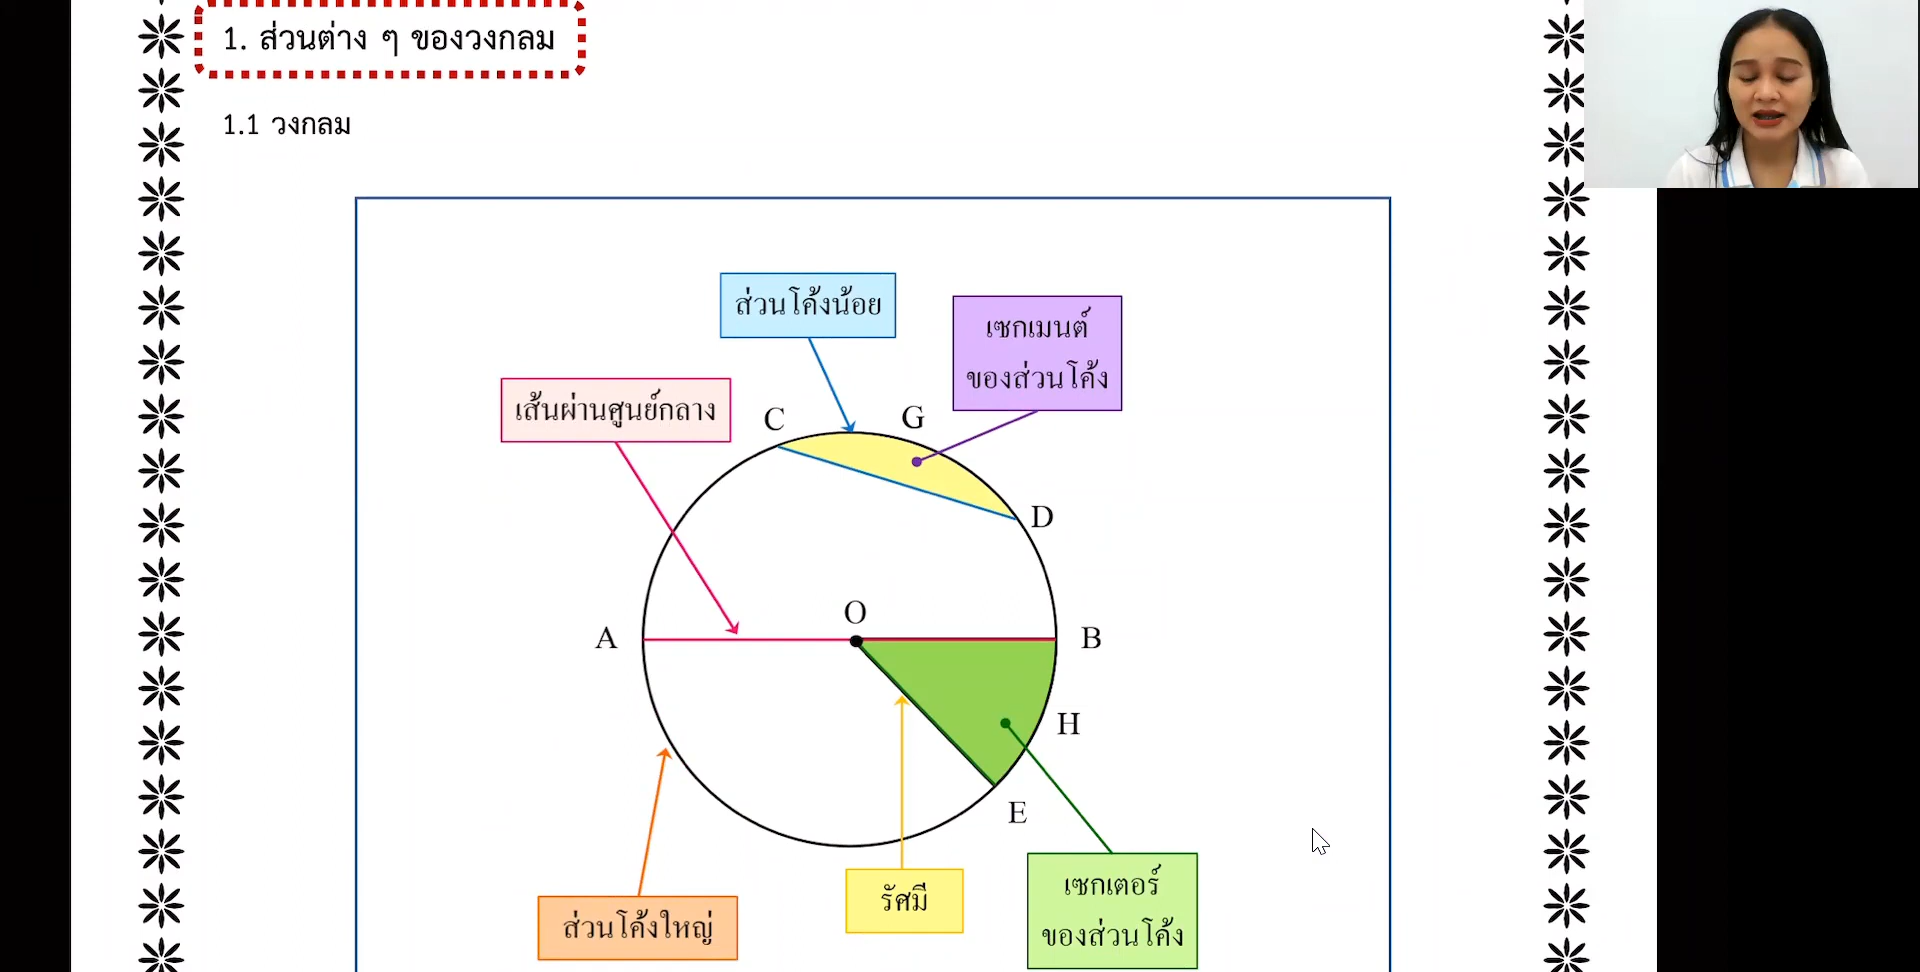 1. ส่วนต่าง ๆ ของวงกลม
1.1 วงกลม
ส่วนโค้งน้อย
เซกเมนต์
ของส่วนโค้ง
เส้นผ่านศูนย์กลาง
C
G
D
O
A
B
H
E
รัศมี
เซกเตอร์
ของส่วนโค้ง
ส่วนโค้งใหญ่